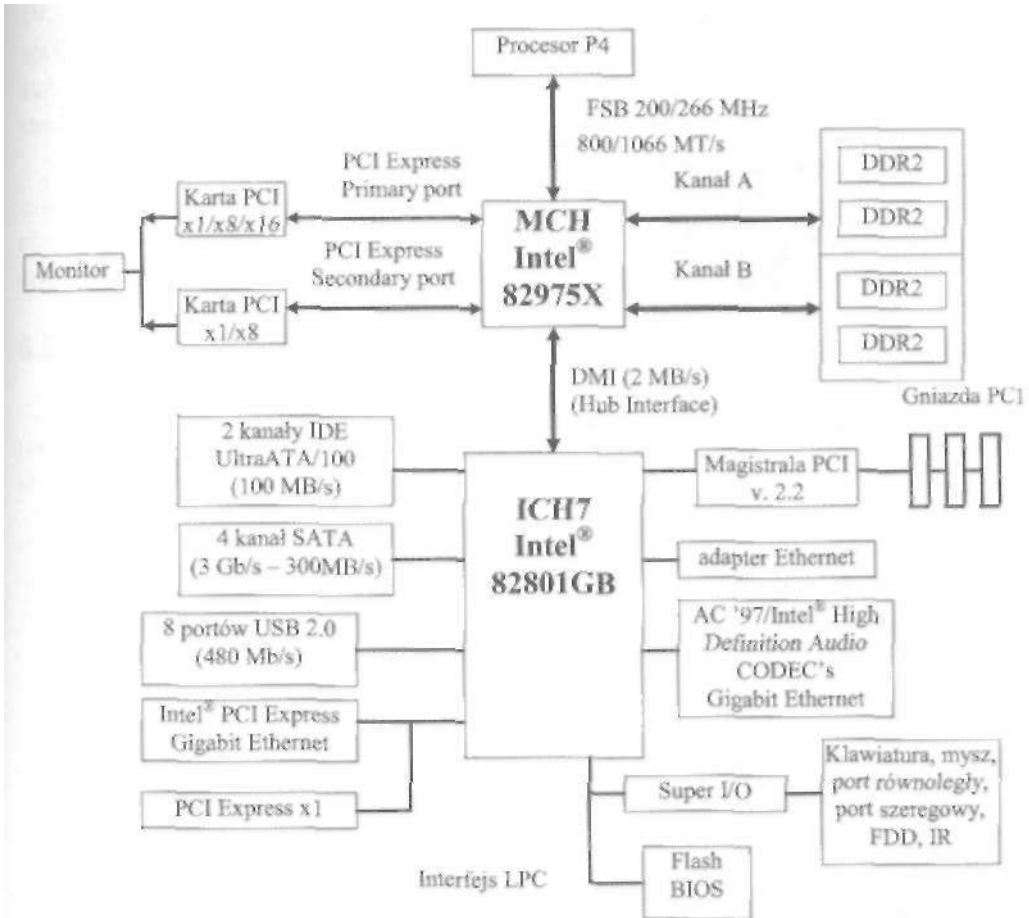 Procesor P4
FSB 200/266 MHz
800/1066 MT/s
PCI Express
Primary port
Kanał A
DDR2
DDR2
Karta PCI
x1/x8/x16
MCH
Intel®
82975X
PCI Express
Secondary port
Kanał B
Monitor
DDR2
DDR2
Karta PCI
x1/x8
DMI (2 MB/s)
(Hub Interface)
Gniazda PC1
2 kanały IDE
UltraATA/100
(100 MB/s)
Magistrala PCI
v. 2.2
ICH7
Intel®
82801GB
4 kanał SATA
(3 Gb/s – 300MB/s)
adapter Ethernet
8 portów USB 2.0
(480 Mb/s)
AC '97/Intel® High
Definition Audio
CODEC's
Gigabit Ethernet
Intel® PCI Express
Gigabit Ethernet
PCI Express x1
Super I/O
Klawiatura, mysz,
port równoległy,
port szeregowy,
FDD, IR
Interfejs LPC
Flash
BIOS